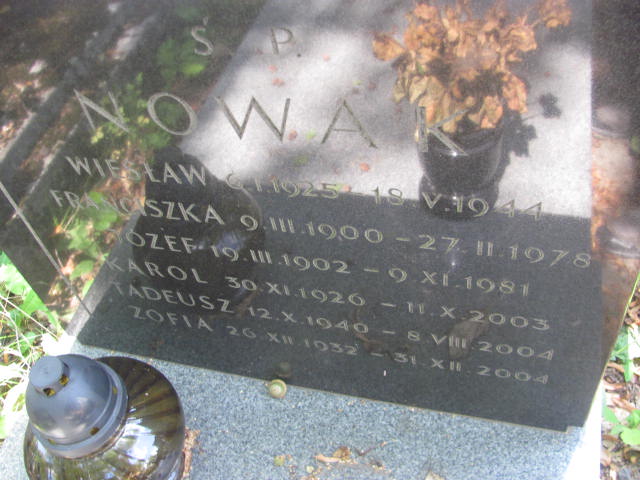 Ś. P.
NOWAK
WIESŁAW 6 I.1925 - 18 V.1944
FRANCISZKA 9.III.1900 - 27.II.1978
JÓZEF 19.III.1902 - 9 XI.1981
KAROL 30.XI.1926 - 11.X.2003
TADEUSZ 12.X.1940 - 8 VIII.2004
ZOFIA 26 XII.1932 - 31.XII.2004